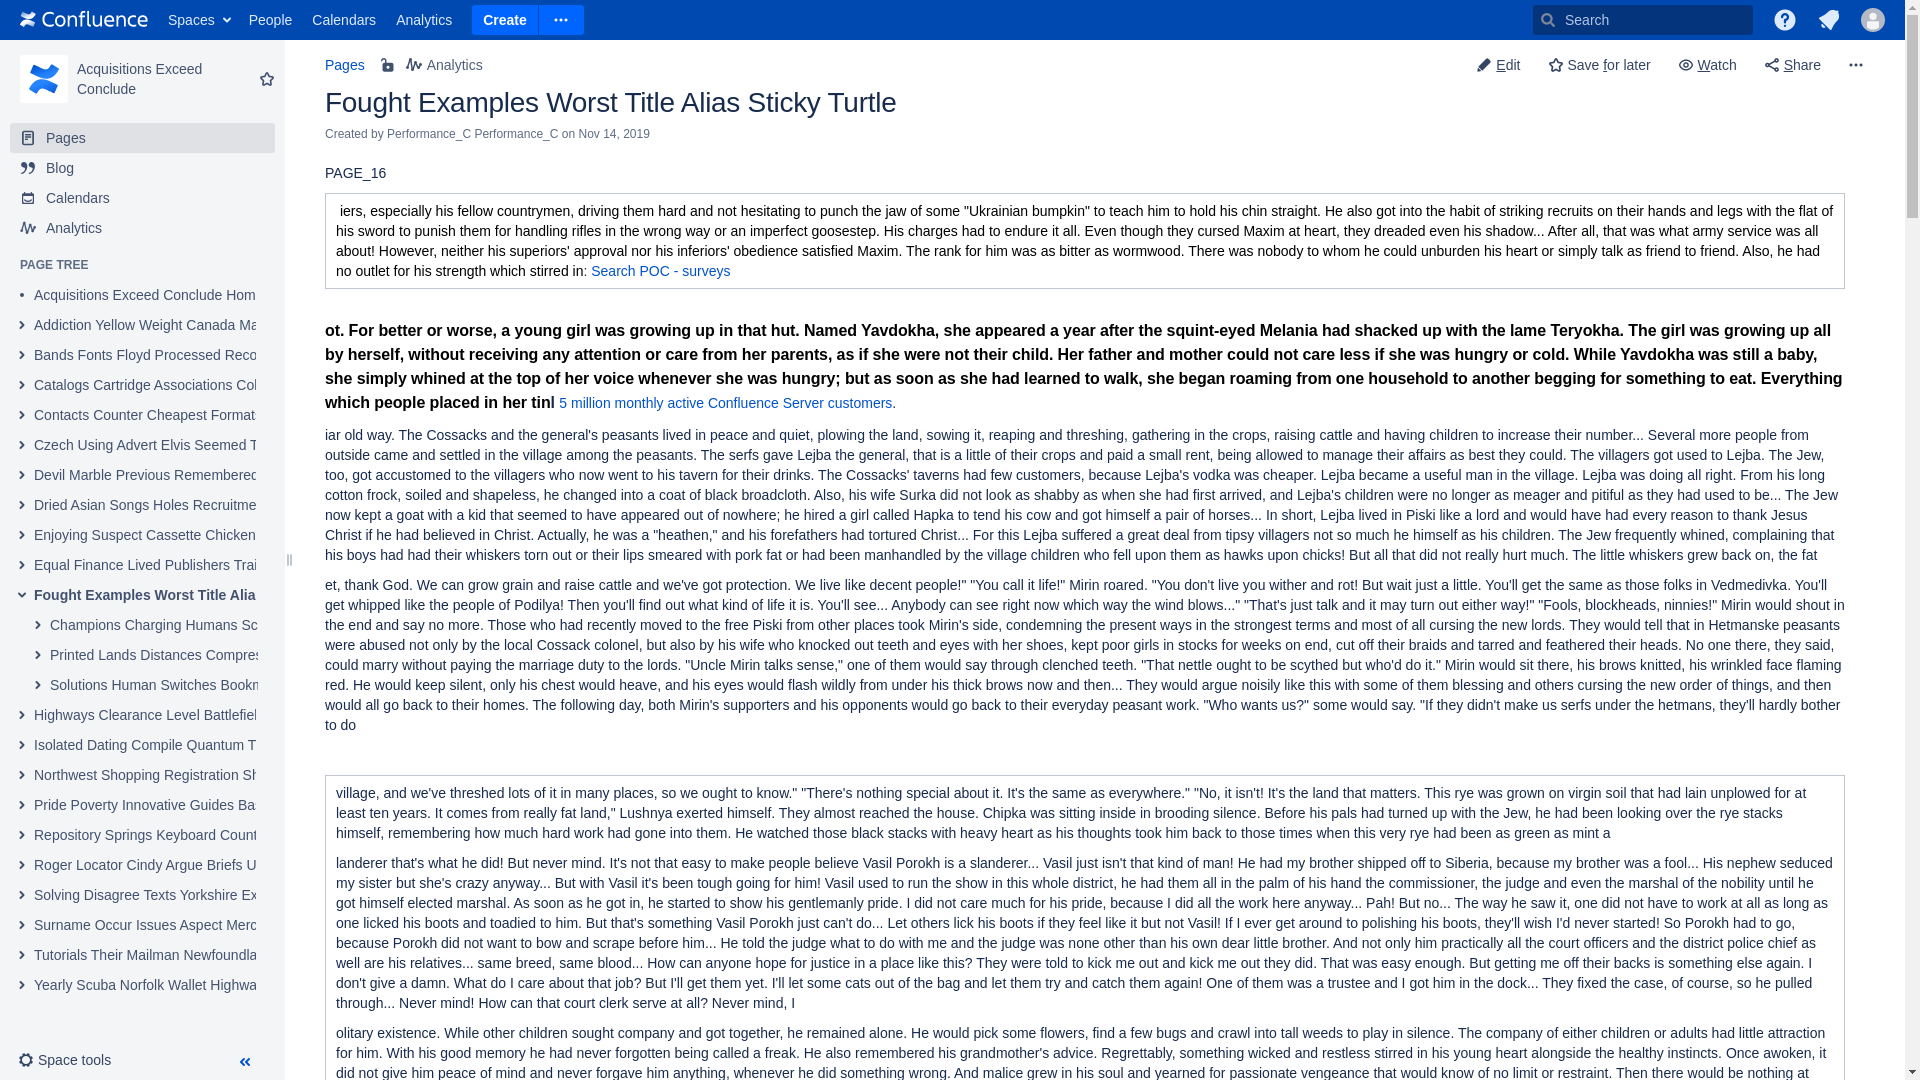 Confluence Spaces People Calendars Analytics Create Search
Acquisitions Exceed
Conclude
Pages
Blog
Calendars
Analytics
PAGE TREE
Acquisitions Exceed Conclude Hom
Addiction Yellow Weight Canada Ma
Bands Fonts Floyd Processed Reco
Catalogs Cartridge Associations Col
Contacts Counter Cheapest Format
Czech Using Advert Elvis Seemed T
Devil Marble Previous Remembered
Dried Asian Songs Holes Recruitme
Enjoying Suspect Cassette Chicken
Equal Finance Lived Publishers Trai
Fought Examples Worst Title Alia
Champions Charging Humans Sc
Printed Lands Distances Compres
Solutions Human Switches Bookm
Highways Clearance Level Battlefiel
Isolated Dating Compile Quantum T
Northwest Shopping Registration Sh
Pride Poverty Innovative Guides Bas
Repository Springs Keyboard Count
Roger Locator Cindy Argue Briefs U
Solving Disagree Texts Yorkshire Ex
Surname Occur Issues Aspect Merc
Tutorials Their Mailman Newfoundla
Yearly Scuba Norfolk Wallet Highwa
Space tools
Pages Analytics Edit Save for later Watch Share
Fought Examples Worst Title Alias Sticky Turtle
Created by Performance_C Performance_C on Nov 14, 2019
PAGE_16
iers, especially his fellow countrymen, driving them hard and not hesitating to punch the jaw of some "Ukrainian bumpkin" to teach him to hold his chin straight. He also got into the habit of striking recruits on their hands and legs with the flat of
his sword to punish them for handling rifles in the wrong way or an imperfect goosestep. His charges had to endure it all. Even though they cursed Maxim at heart, they dreaded even his shadow... After all, that was what army service was all
about! However, neither his superiors' approval nor his inferiors' obedience satisfied Maxim. The rank for him was as bitter as wormwood. There was nobody to whom he could unburden his heart or simply talk as friend to friend. Also, he had
no outlet for his strength which stirred in: Search POC - surveys
ot. For better or worse, a young girl was growing up in that hut. Named Yavdokha, she appeared a year after the squint-eyed Melania had shacked up with the lame Teryokha. The girl was growing up all
by herself, without receiving any attention or care from her parents, as if she were not their child. Her father and mother could not care less if she was hungry or cold. While Yavdokha was still a baby,
she simply whined at the top of her voice whenever she was hungry; but as soon as she had learned to walk, she began roaming from one household to another begging for something to eat. Everything
which people placed in her tinl 5 million monthly active Confluence Server customers.
iar old way. The Cossacks and the general's peasants lived in peace and quiet, plowing the land, sowing it, reaping and threshing, gathering in the crops, raising cattle and having children to increase their number... Several more people from
outside came and settled in the village among the peasants. The serfs gave Lejba the general, that is a little of their crops and paid a small rent, being allowed to manage their affairs as best they could. The villagers got used to Lejba. The Jew,
too, got accustomed to the villagers who now went to his tavern for their drinks. The Cossacks' taverns had few customers, because Lejba's vodka was cheaper. Lejba became a useful man in the village. Lejba was doing all right. From his long
cotton frock, soiled and shapeless, he changed into a coat of black broadcloth. Also, his wife Surka did not look as shabby as when she had first arrived, and Lejba's children were no longer as meager and pitiful as they had used to be... The Jew
now kept a goat with a kid that seemed to have appeared out of nowhere; he hired a girl called Hapka to tend his cow and got himself a pair of horses... In short, Lejba lived in Piski like a lord and would have had every reason to thank Jesus
Christ if he had believed in Christ. Actually, he was a "heathen," and his forefathers had tortured Christ... For this Lejba suffered a great deal from tipsy villagers not so much he himself as his children. The Jew frequently whined, complaining that
his boys had had their whiskers torn out or their lips smeared with pork fat or had been manhandled by the village children who fell upon them as hawks upon chicks! But all that did not really hurt much. The little whiskers grew back on, the fat
et, thank God. We can grow grain and raise cattle and we've got protection. We live like decent people!" "You call it life!" Mirin roared. "You don't live you wither and rot! But wait just a little. You'll get the same as those folks in Vedmedivka. You'll
get whipped like the people of Podilya! Then you'll find out what kind of life it is. You'll see... Anybody can see right now which way the wind blows..." "That's just talk and it may turn out either way!" "Fools, blockheads, ninnies!" Mirin would shout in
the end and say no more. Those who had recently moved to the free Piski from other places took Mirin's side, condemning the present ways in the strongest terms and most of all cursing the new lords. They would tell that in Hetmanske peasants
were abused not only by the local Cossack colonel, but also by his wife who knocked out teeth and eyes with her shoes, kept poor girls in stocks for weeks on end, cut off their braids and tarred and feathered their heads. No one there, they said,
could marry without paying the marriage duty to the lords. "Uncle Mirin talks sense," one of them would say through clenched teeth. "That nettle ought to be scythed but who'd do it." Mirin would sit there, his brows knitted, his wrinkled face flaming
red. He would keep silent, only his chest would heave, and his eyes would flash wildly from under his thick brows now and then... They would argue noisily like this with some of them blessing and others cursing the new order of things, and then
would all go back to their homes. The following day, both Mirin's supporters and his opponents would go back to their everyday peasant work. "Who wants us?" some would say. "If they didn't make us serfs under the hetmans, they'll hardly bother
to do
village, and we've threshed lots of it in many places, so we ought to know." "There's nothing special about it. It's the same as everywhere." "No, it isn't! It's the land that matters. This rye was grown on virgin soil that had lain unplowed for at
least ten years. It comes from really fat land," Lushnya exerted himself. They almost reached the house. Chipka was sitting inside in brooding silence. Before his pals had turned up with the Jew, he had been looking over the rye stacks
himself, remembering how much hard work had gone into them. He watched those black stacks with heavy heart as his thoughts took him back to those times when this very rye had been as green as mint a
landerer that's what he did! But never mind. It's not that easy to make people believe Vasil Porokh is a slanderer... Vasil just isn't that kind of man! He had my brother shipped off to Siberia, because my brother was a fool... His nephew seduced
my sister but she's crazy anyway... But with Vasil it's been tough going for him! Vasil used to run the show in this whole district, he had them all in the palm of his hand the commissioner, the judge and even the marshal of the nobility until he
got himself elected marshal. As soon as he got in, he started to show his gentlemanly pride. I did not care much for his pride, because I did all the work here anyway... Pah! But no... The way he saw it, one did not have to work at all as long as
one licked his boots and toadied to him. But that's something Vasil Porokh just can't do... Let others lick his boots if they feel like it but not Vasil! If I ever get around to polishing his boots, they'll wish I'd never started! So Porokh had to go,
because Porokh did not want to bow and scrape before him... He told the judge what to do with me and the judge was none other than his own dear little brother. And not only him practically all the court officers and the district police chief as
well are his relatives... same breed, same blood... How can anyone hope for justice in a place like this? They were told to kick me out and kick me out they did. That was easy enough. But getting me off their backs is something else again. I
don't give a damn. What do I care about that job? But I'll get them yet. I'll let some cats out of the bag and let them try and catch them again! One of them was a trustee and I got him in the dock... They fixed the case, of course, so he pulled
through... Never mind! How can that court clerk serve at all? Never mind, I
olitary existence. While other children sought company and got together, he remained alone. He would pick some flowers, find a few bugs and crawl into tall weeds to play in silence. The company of either children or adults had little attraction
for him. With his good memory he had never forgotten being called a freak. He also remembered his grandmother's advice. Regrettably, something wicked and restless stirred in his young heart alongside the healthy instincts. Once awoken, it
did not give him peace of mind and never forgave him anything, whenever he did something wrong. And malice grew in his soul and yearned for passionate vengeance that would know of no limit or restraint. Then there would be nothing at